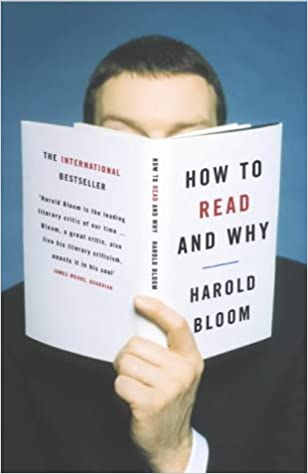 THE INTERNATIONAL
BESTSELLER
'Harold Bloom is the leading
literary critic of our time ...
Bloom, a great critic, also
live his literary criticism,
enacts it in his soul'
JAMES GUARDIAN
HOW TO READ AND WHY HAROLD BLOOM
HOW TO
READ
AND WHY
HAROLD
BLOOM